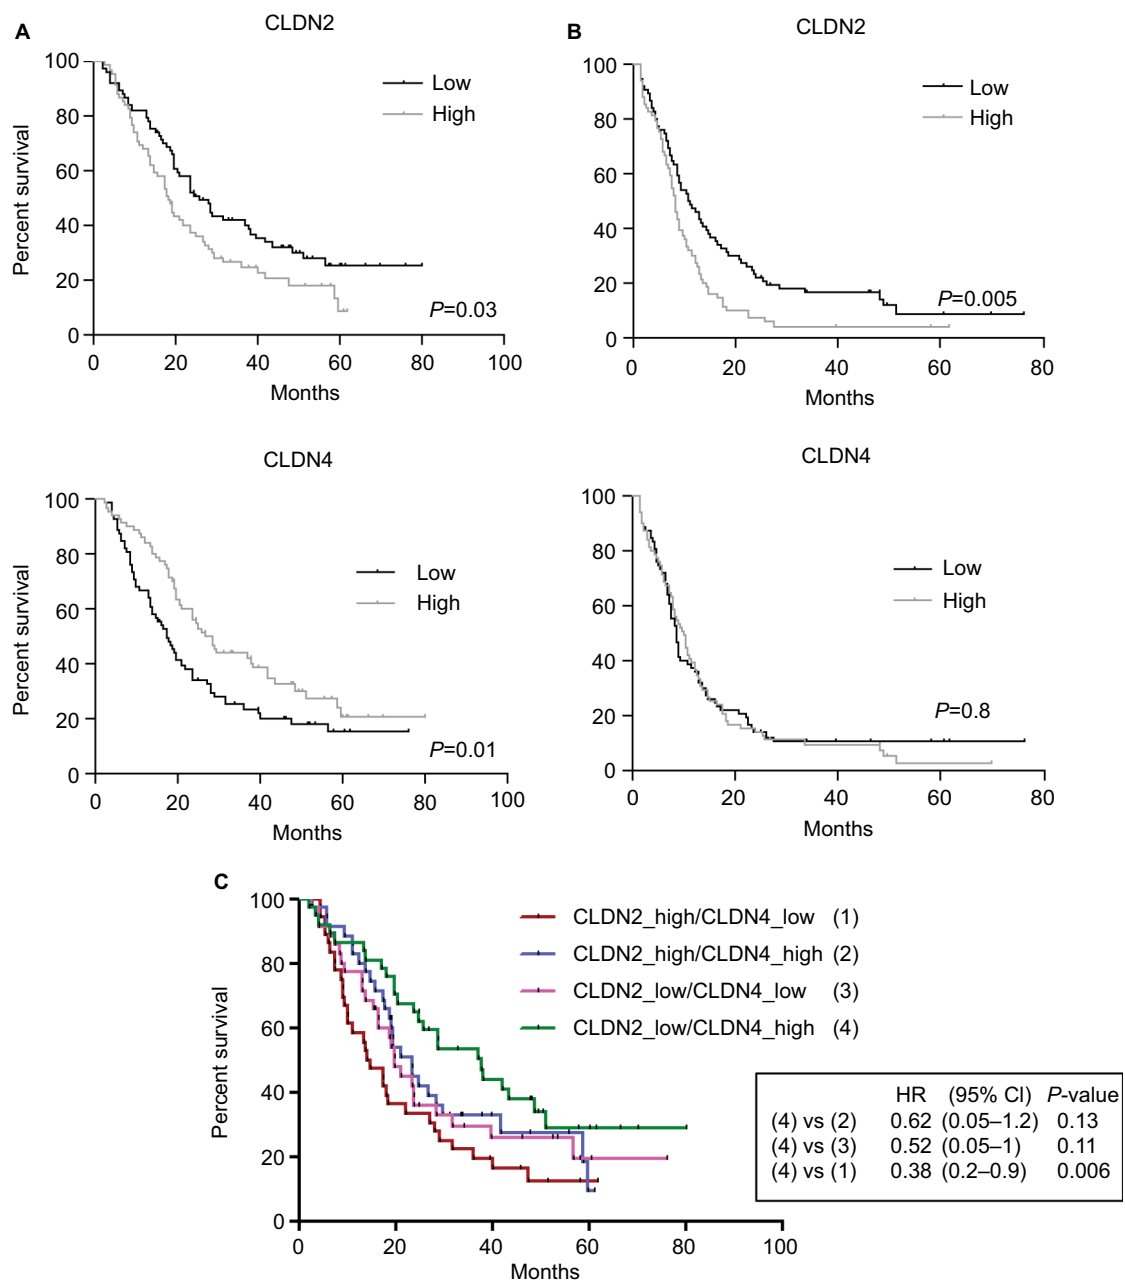 A
CLDN2
100
80
60
40
20
0
Percent survival
Low
High
P=0.03
0 20 40 60 80 100
Months
B
CLDN2
100
80
60
40
20
0
Low
High
P=0.005
0 20 40 60 80
Months
CLDN4
100
80
60
40
20
0
Percent survival
Low
High
P=0.01
0 20 40 60 80 100
Months
CLDN4
100
80
60
40
20
0
Low
High
P=0.8
0 20 40 60 80
Months
C
100
80
60
40
20
0
Percent survival
CLDN2_high/CLDN4_low (1)
CLDN2_high/CLDN4_high (2)
CLDN2_low/CLDN4_low (3)
CLDN2_low/CLDN4_high (4)
0 20 40 60 80 100
Months
HR (95% CI) P-value
(4) vs (2) 0.62 (0.05–1.2) 0.13
(4) vs (3) 0.52 (0.05–1) 0.11
(4) vs (1) 0.38 (0.2–0.9) 0.006